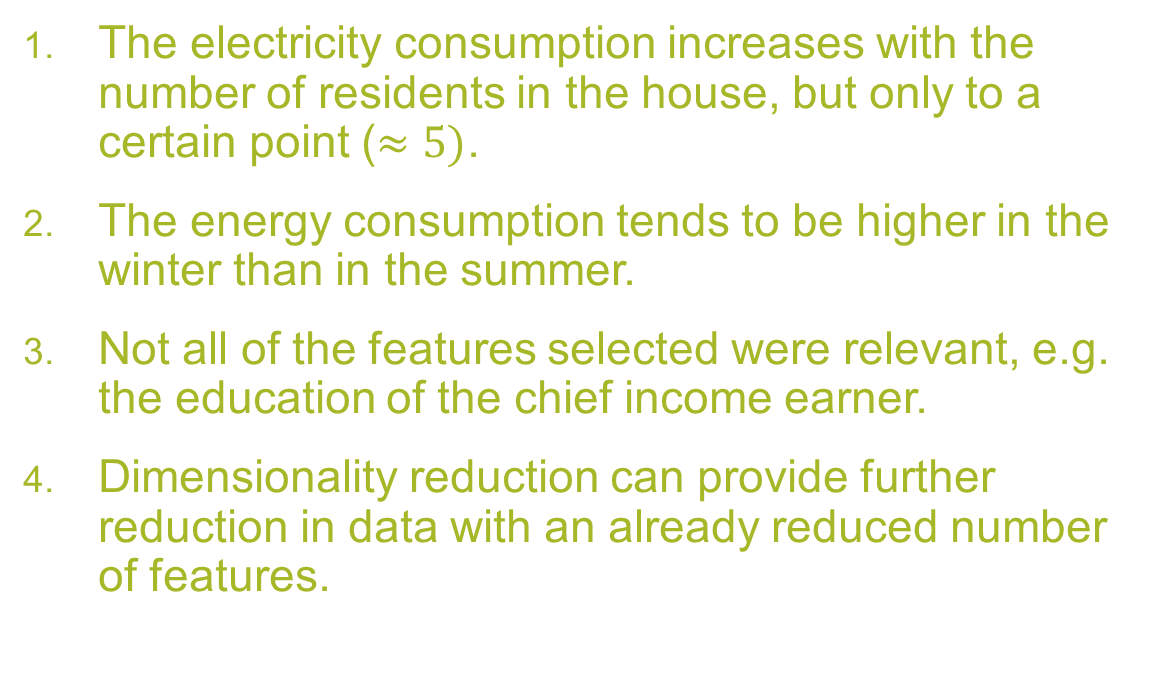 1. The electricity consumption increases with the
number of residents in the house, but only to a
certain point (≈ 5).
2. The energy consumption tends to be higher in the
winter than in the summer.
3. Not all of the features selected were relevant, e.g.
the education of the chief income earner.
4. Dimensionality reduction can provide further
reduction in data with an already reduced number
of features.